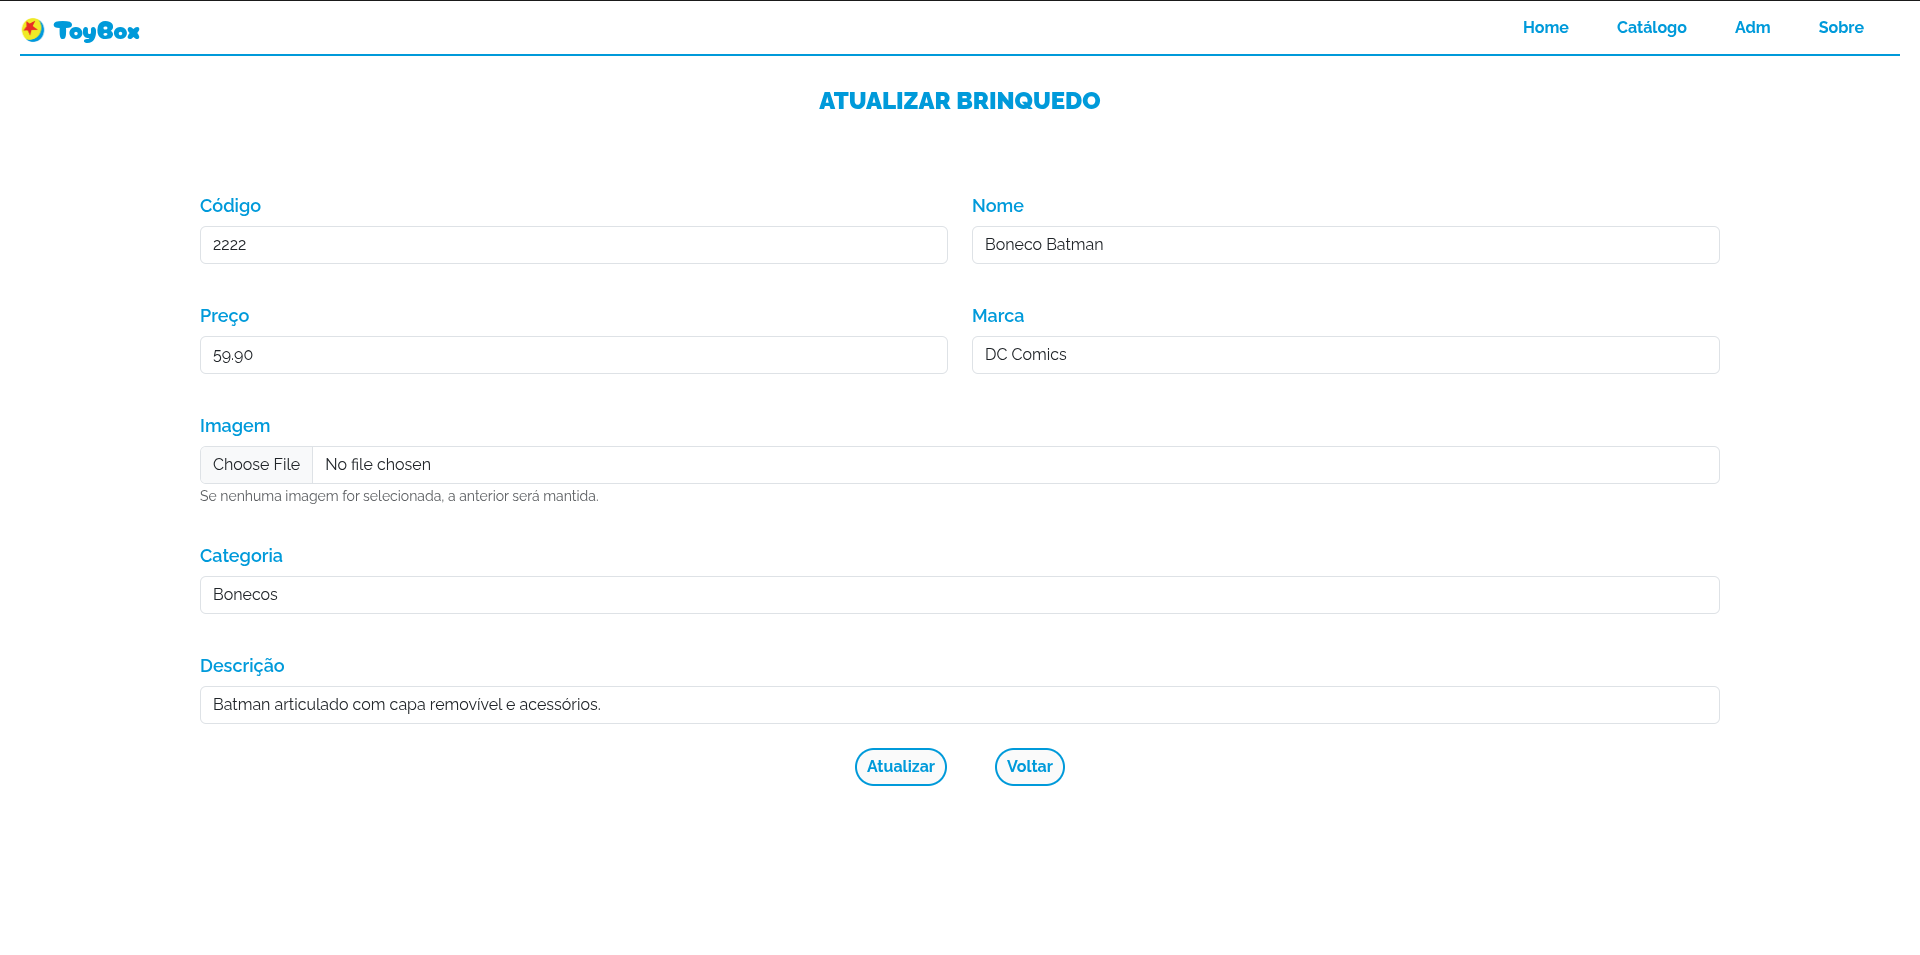 ToyBox
Home Catálogo Adm Sobre
ATUALIZAR BRINQUEDO
Código Nome
2222 Boneco Batman
Preço Marca
59.90 DC Comics
Imagem
Choose File No file chosen
Se nenhuma imagem for selecionada, a anterior será mantida.
Categoria
Bonecos
Descrição
Batman articulado com capa removível e acessórios.
Atualizar Voltar